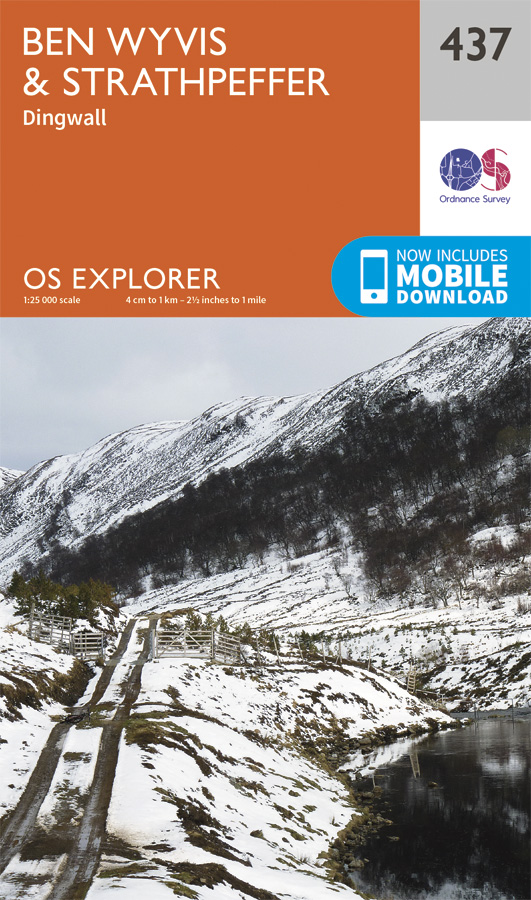 BEN WYVIS
& STRATHPEFFER
Dingwall
437
OS
Ordnance Survey
NOW INCLUDES
MOBILE
DOWNLOAD
OS EXPLORER
1:25 000 scale 4 cm to 1 km – 2½ inches to 1 mile